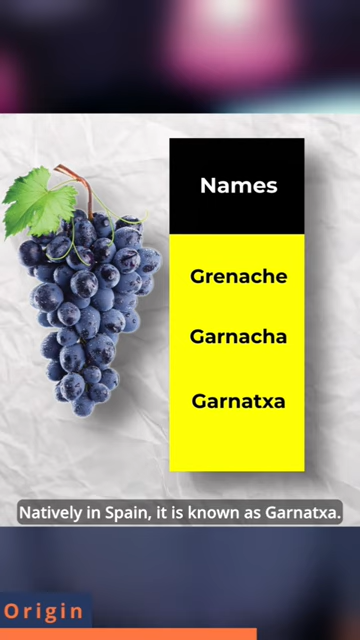 Names
Grenache
Garnacha
Garnatxa
Natively in Spain, it is known as Garnatxa.
Origin